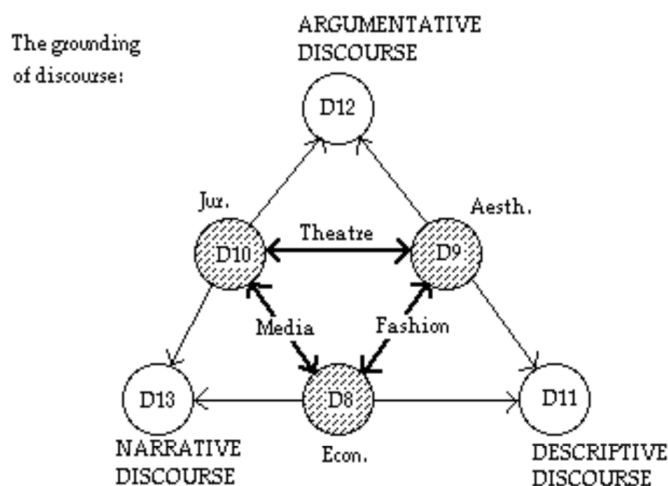 The grounding
of discourse:
ARGUMENTATIVE
DISCOURSE
D12
Jur.
Aesth.
D10
Theatre
D9
Media
Fashion
D13
D8
D11
NARRATIVE
DISCOURSE
Econ.
DESCRIPTIVE
DISCOURSE